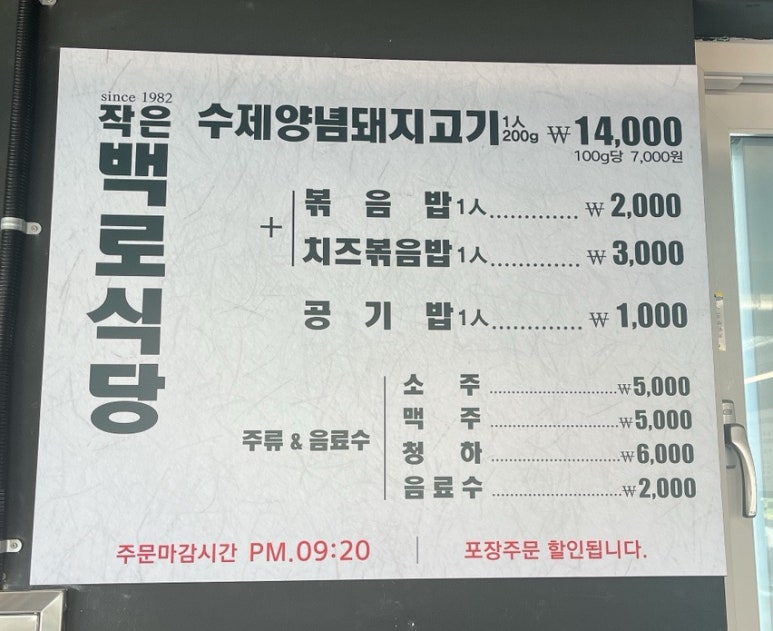 since 1982
작은
백로식당
수제양념돼지고기 1人 200g ₩ 14,000
100g당 7,000원
+
볶음밥 1人 ............. ₩ 2,000
치즈볶음밥 1人 ............. ₩ 3,000
공기밥 1人 ............. ₩ 1,000
주류 & 음료수
소주 ............. ₩5,000
맥주 ............. ₩5,000
청하 ............. ₩6,000
음료수 ............. ₩2,000
주문마감시간 PM.09:20 | 포장주문 할인됩니다.